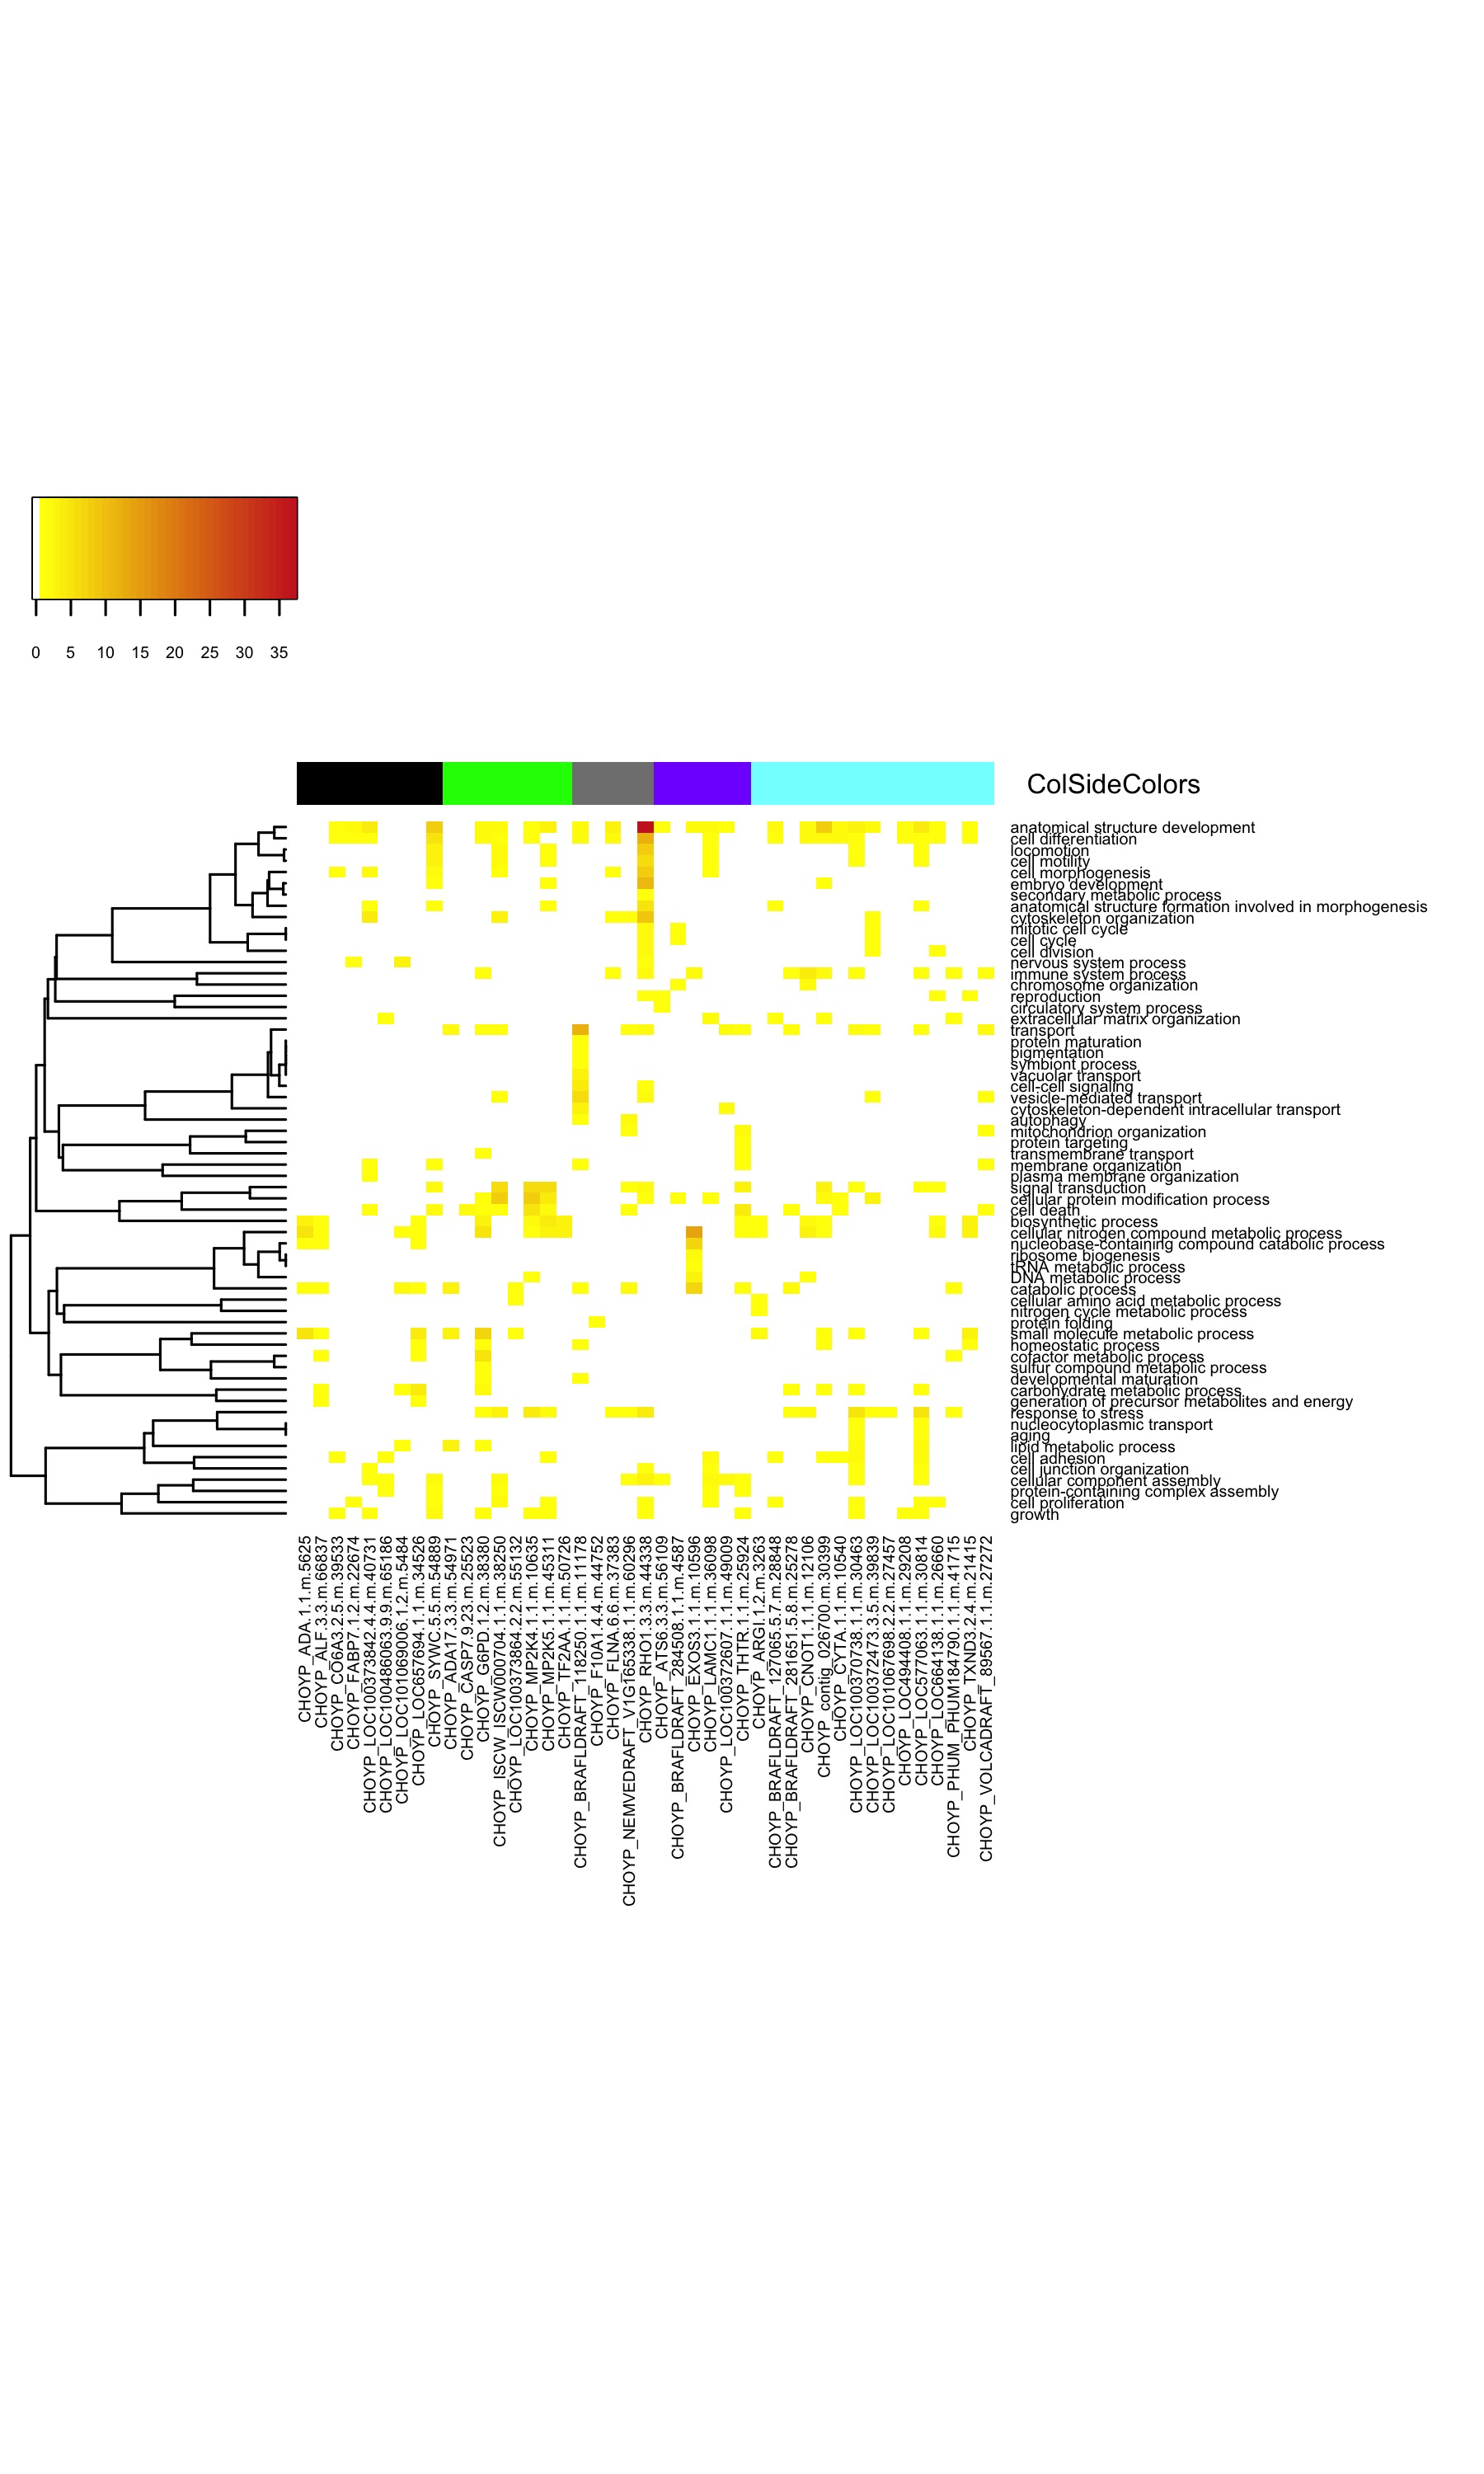 0 5 10 15 20 25 30 35
ColSideColors
anatomical structure development
cell differentiation
locomotion
cell motility
cell morphogenesis
embryo development
secondary metabolic process
anatomical structure formation involved in morphogenesis
cytoskeleton organization
mitotic cell cycle
cell cycle
cell division
nervous system process
immune system process
chromosome organization
reproduction
circulatory system process
extracellular matrix organization
transport
protein maturation
pigmentation
symbiont process
vacuolar transport
cell-cell signaling
vesicle-mediated transport
cytoskeleton-dependent intracellular transport
autophagy
mitochondrion organization
protein targeting
transmembrane transport
membrane organization
plasma membrane organization
signal transduction
cellular protein modification process
cell death
biosynthetic process
cellular nitrogen compound metabolic process
nucleobase-containing compound catabolic process
ribosome biogenesis
tRNA metabolic process
DNA metabolic process
catabolic process
cellular amino acid metabolic process
nitrogen cycle metabolic process
protein folding
small molecule metabolic process
homeostatic process
cofactor metabolic process
sulfur compound metabolic process
developmental maturation
carbohydrate metabolic process
generation of precursor metabolites and energy
response to stress
nucleocytoplasmic transport
aging
lipid metabolic process
cell adhesion
cell junction organization
cellular component assembly
protein-containing complex assembly
cell proliferation
growth
CHOYP_ADA.1.1.m.5625
CHOYP_ALF.3.3.m.66837
CHOYP_CO6A3.2.5.m.39533
CHOYP_FABP7.1.2.m.22674
CHOYP_LOC100373842.4.4.m.40731
CHOYP_LOC100486063.9.9.m.65186
CHOYP_LOC101069006.1.2.m.5484
CHOYP_LOC657694.1.1.m.34526
CHOYP_SYWC.5.5.m.54889
CHOYP_ADA17.3.3.m.54971
CHOYP_CASP7.9.23.m.25523
CHOYP_G6PD.1.2.m.38380
CHOYP_ISCW_ISCW000704.1.1.m.38250
CHOYP_LOC100373864.2.2.m.55132
CHOYP_MP2K4.1.1.m.10635
CHOYP_MP2K5.1.1.m.45311
CHOYP_TF2AA.1.1.m.50726
CHOYP_BRAFLDRAFT_118250.1.1.m.11178
CHOYP_F10A1.4.4.m.44752
CHOYP_FLNA.6.6.m.37383
CHOYP_NEMVEDRAFT_V1G165338.1.1.m.60296
CHOYP_RHO1.3.3.m.44338
CHOYP_ATS6.3.3.m.56109
CHOYP_BRAFLDRAFT_284508.1.1.m.4587
CHOYP_EXOS3.1.1.m.10596
CHOYP_LAMC1.1.1.m.36098
CHOYP_LOC100372607.1.1.m.49009
CHOYP_THTR.1.1.m.25924
CHOYP_ARGI.1.2.m.3263
CHOYP_BRAFLDRAFT_127065.5.7.m.28848
CHOYP_BRAFLDRAFT_281651.5.8.m.25278
CHOYP_CNOT1.1.1.m.12106
CHOYP_contig_026700.m.30399
CHOYP_CYTA.1.1.m.10540
CHOYP_LOC100370738.1.1.m.30463
CHOYP_LOC100372473.3.5.m.39839
CHOYP_LOC101067698.2.2.m.27457
CHOYP_LOC494408.1.1.m.29208
CHOYP_LOC577063.1.1.m.30814
CHOYP_LOC664138.1.1.m.26660
CHOYP_PHUM_PHUM184790.1.1.m.41715
CHOYP_TXND3.2.4.m.21415
CHOYP_VOLCADRAFT_89567.1.1.m.27272